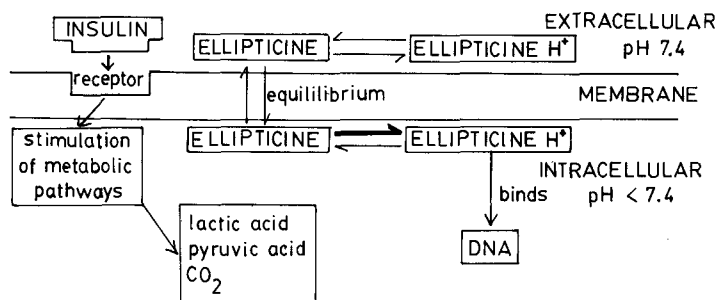 INSULIN
receptor
stimulation
of metabolic
pathways
lactic acid
pyruvic acid
CO₂
ELLIPTICINE
ELLIPTICINE H⁺
equililibrium
ELLIPTICINE
ELLIPTICINE H⁺
binds
DNA
EXTRACELLULAR
pH 7.4
MEMBRANE
INTRACELLULAR
pH < 7.4